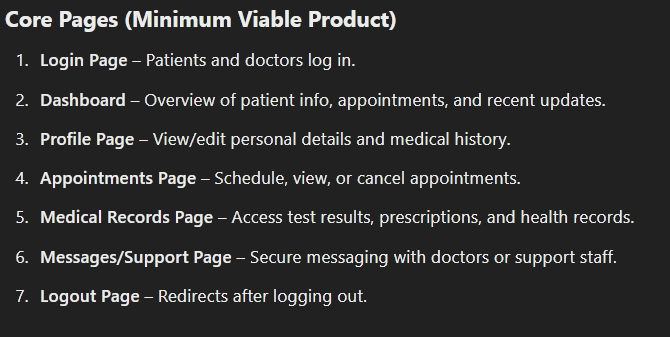 Core Pages (Minimum Viable Product)
1. Login Page – Patients and doctors log in.
2. Dashboard – Overview of patient info, appointments, and recent updates.
3. Profile Page – View/edit personal details and medical history.
4. Appointments Page – Schedule, view, or cancel appointments.
5. Medical Records Page – Access test results, prescriptions, and health records.
6. Messages/Support Page – Secure messaging with doctors or support staff.
7. Logout Page – Redirects after logging out.